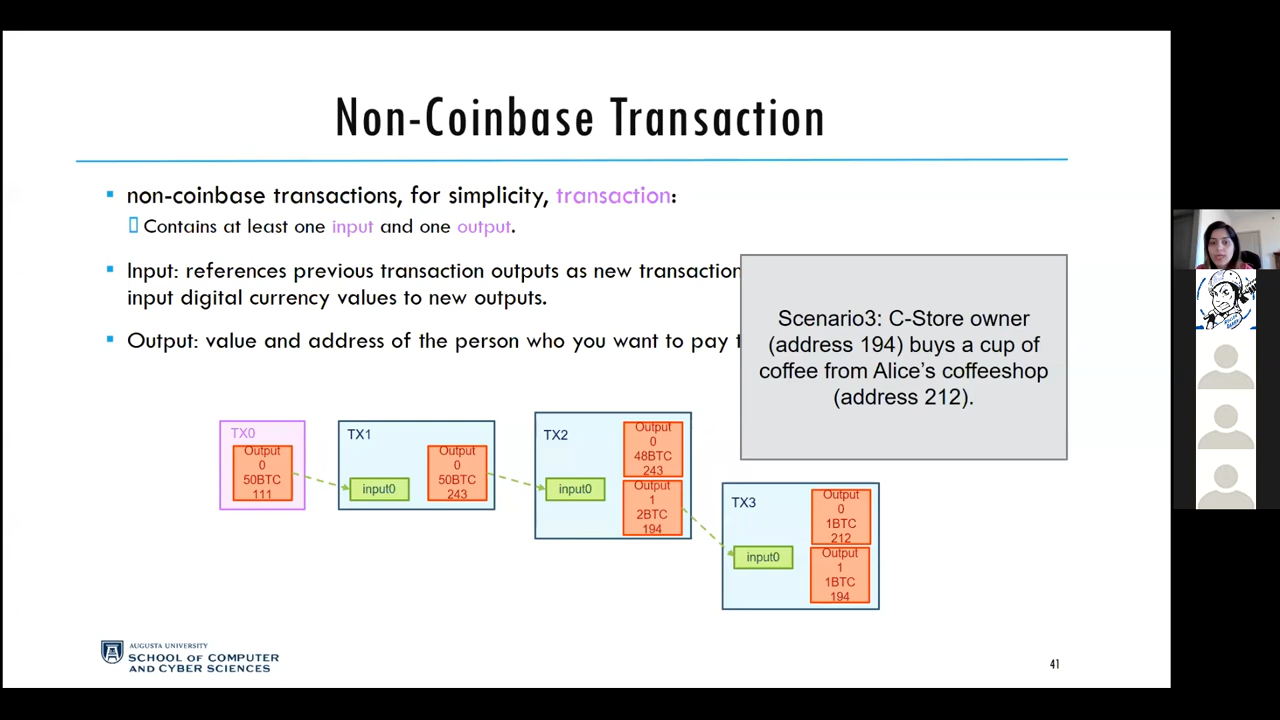 Non-Coinbase Transaction
non-coinbase transactions, for simplicity, transaction:
Contains at least one input and one output.
Input: references previous transaction outputs as new transaction
input digital currency values to new outputs.
Output: value and address of the person who you want to pay t
Scenario3: C-Store owner
(address 194) buys a cup of
coffee from Alice's coffeeshop
(address 212).
TX0
Output
0
50BTC
111
TX1
input0
Output
0
50BTC
243
TX2
input0
Output
0
48BTC
243
Output
1
2BTC
194
TX3
input0
Output
0
1BTC
212
Output
1
1BTC
194
AUGUSTA UNIVERSITY
SCHOOL OF COMPUTER
AND CYBER SCIENCES
41